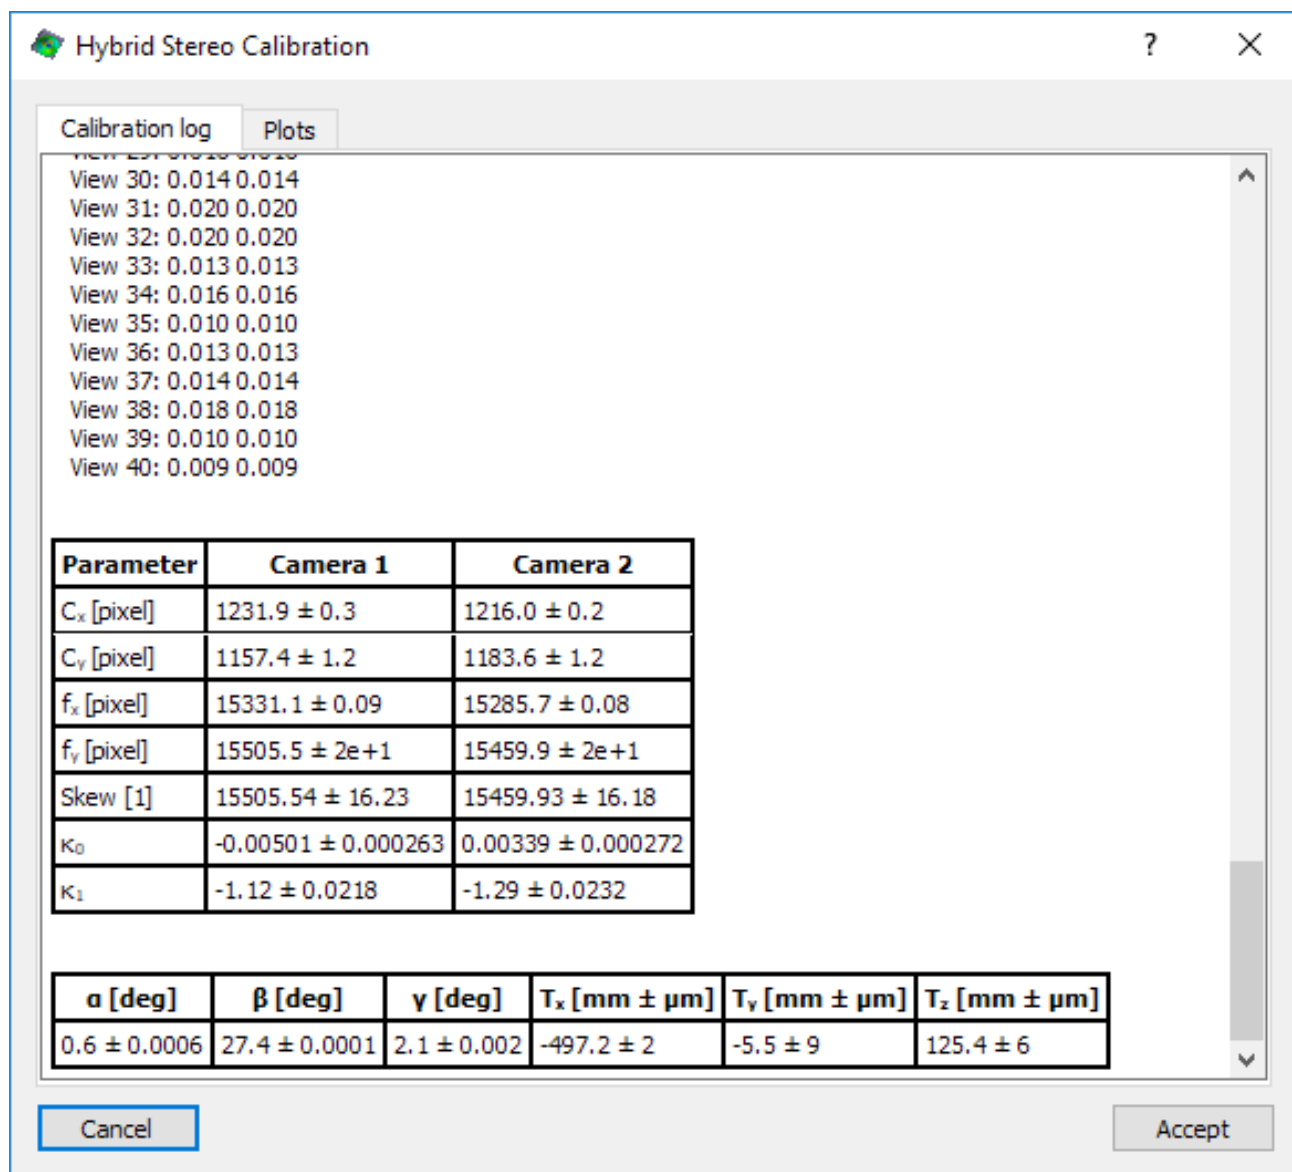 Hybrid Stereo Calibration ? ×
Calibration log Plots
View 30: 0.014 0.014
View 31: 0.020 0.020
View 32: 0.020 0.020
View 33: 0.013 0.013
View 34: 0.016 0.016
View 35: 0.010 0.010
View 36: 0.013 0.013
View 37: 0.014 0.014
View 38: 0.018 0.018
View 39: 0.010 0.010
View 40: 0.009 0.009
Parameter Camera 1 Camera 2
Cₓ [pixel] 1231.9 ± 0.3 1216.0 ± 0.2
Cᵧ [pixel] 1157.4 ± 1.2 1183.6 ± 1.2
fₓ [pixel] 15331.1 ± 0.09 15285.7 ± 0.08
fᵧ [pixel] 15505.5 ± 2e+1 15459.9 ± 2e+1
Skew [1] 15505.54 ± 16.23 15459.93 ± 16.18
κ₀ -0.00501 ± 0.000263 0.00339 ± 0.000272
κ₁ -1.12 ± 0.0218 -1.29 ± 0.0232
α [deg] β [deg] γ [deg] Tₓ [mm ± μm] Tᵧ [mm ± μm] T_z [mm ± μm]
0.6 ± 0.0006 27.4 ± 0.0001 2.1 ± 0.002 -497.2 ± 2 -5.5 ± 9 125.4 ± 6
Cancel Accept